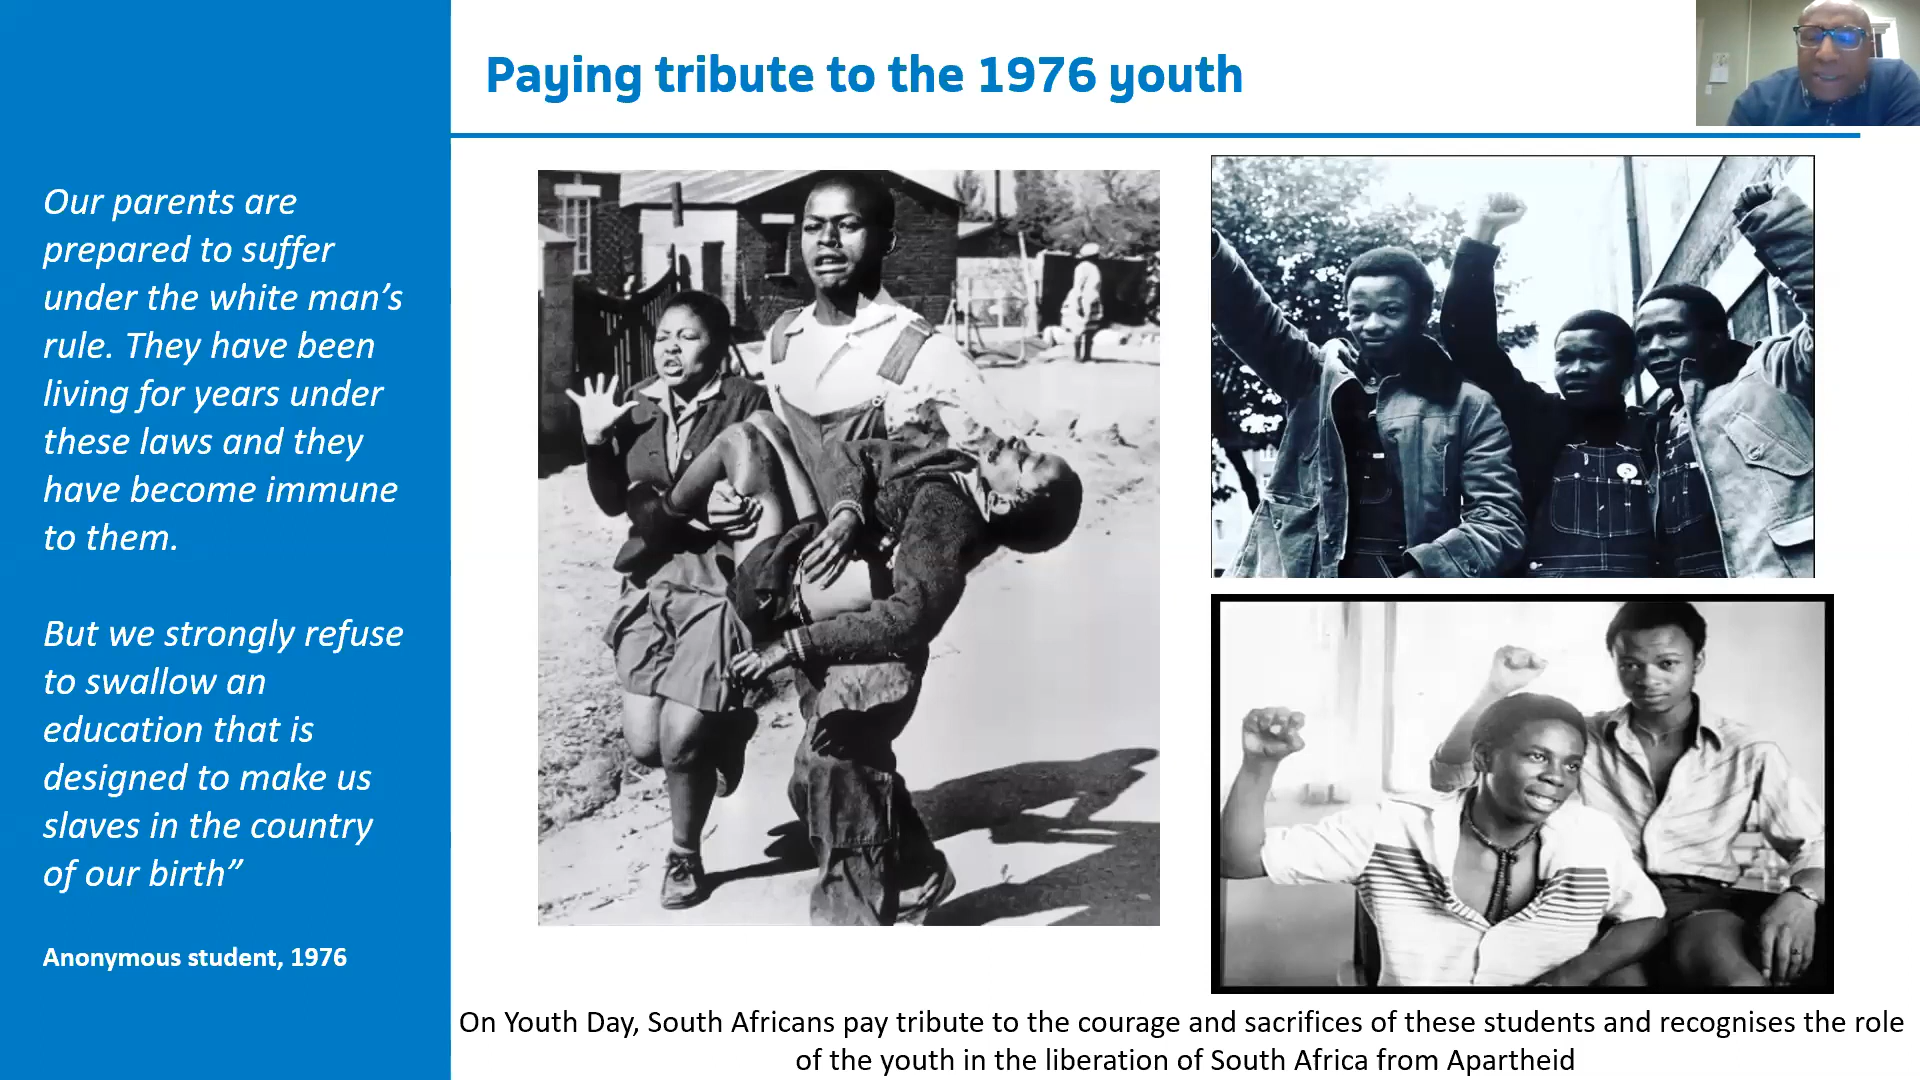 Paying tribute to the 1976 youth
Our parents are
prepared to suffer
under the white man’s
rule. They have been
living for years under
these laws and they
have become immune
to them.
But we strongly refuse
to swallow an
education that is
designed to make us
slaves in the country
of our birth”
Anonymous student, 1976
On Youth Day, South Africans pay tribute to the courage and sacrifices of these students and recognises the role
of the youth in the liberation of South Africa from Apartheid